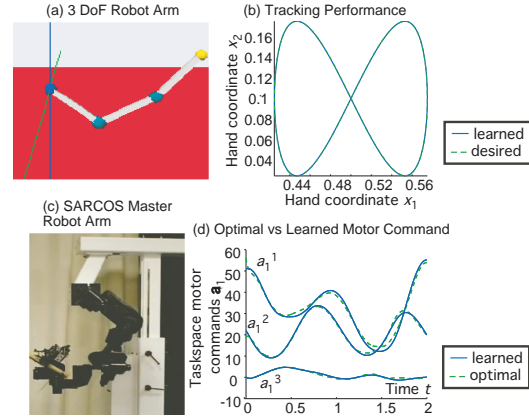 (a) 3 DoF Robot Arm
(b) Tracking Performance
Hand coordinate x2
0.16
0.14
0.12
0.1
0.08
0.06
0.04
0.44
0.48
0.52
0.56
Hand coordinate x1
learned
desired
(c) SARCOS Master
Robot Arm
(d) Optimal vs Learned Motor Command
Taskspace motor
commands a1
60
50
40
30
20
10
0
-10
a1 1
a1 2
a1 3
0
0.5
1
1.5
2
Time t
learned
optimal